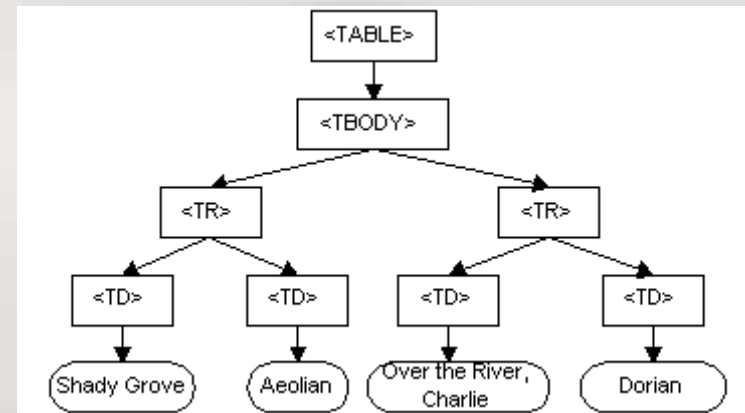 <TABLE>
<TBODY>
<TR> <TR>
<TD> <TD> <TD> <TD>
Shady Grove Aeolian Over the River, Charlie Dorian